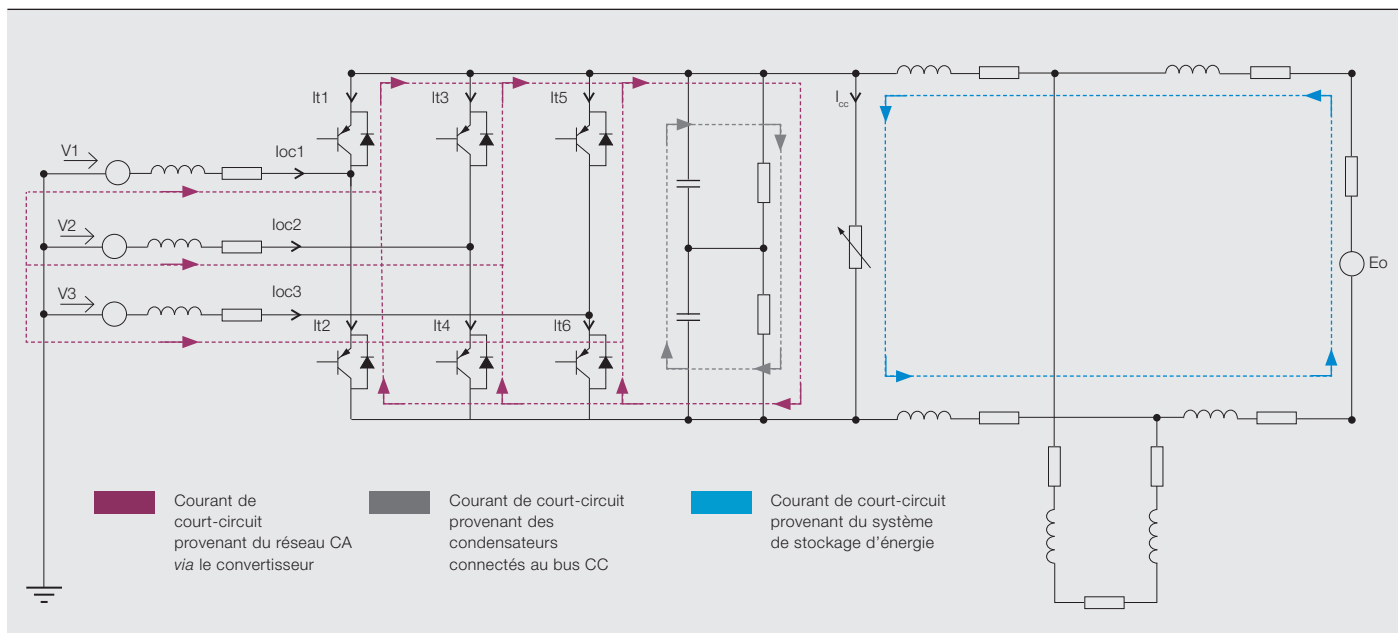 It1
It3
It5
I_cc
V1
Ioc1
V2
Ioc2
V3
Ioc3
Eo
It2
It4
It6
Courant de
court-circuit
provenant du réseau CA
via le convertisseur
Courant de court-circuit
provenant des
condensateurs
connectés au bus CC
Courant de court-circuit
provenant du système
de stockage d'énergie